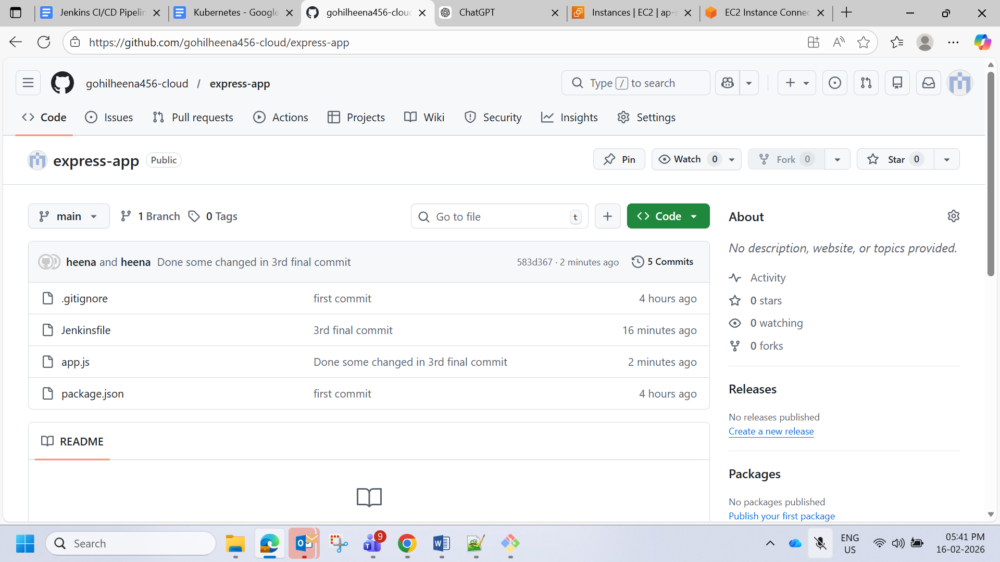 Jenkins CI/CD Pipelin
Kubernetes - Google
gohilheena456-cloud
ChatGPT
Instances | EC2 | ap-s
EC2 Instance Connec
https://github.com/gohilheena456-cloud/express-app
gohilheena456-cloud / express-app
Type / to search
Code
Issues
Pull requests
Actions
Projects
Wiki
Security
Insights
Settings
express-app Public
Pin
Watch 0
Fork 0
Star 0
main
1 Branch
0 Tags
Go to file t
Code
About
No description, website, or topics provided.
heena and heena Done some changed in 3rd final commit
583d367 · 2 minutes ago
5 Commits
.gitignore first commit 4 hours ago
Jenkinsfile 3rd final commit 16 minutes ago
app.js Done some changed in 3rd final commit 2 minutes ago
package.json first commit 4 hours ago
Activity
0 stars
0 watching
0 forks
Releases
No releases published
Create a new release
README
Packages
No packages published
Publish your first package
Search
9
ENG
US
05:41 PM
16-02-2026